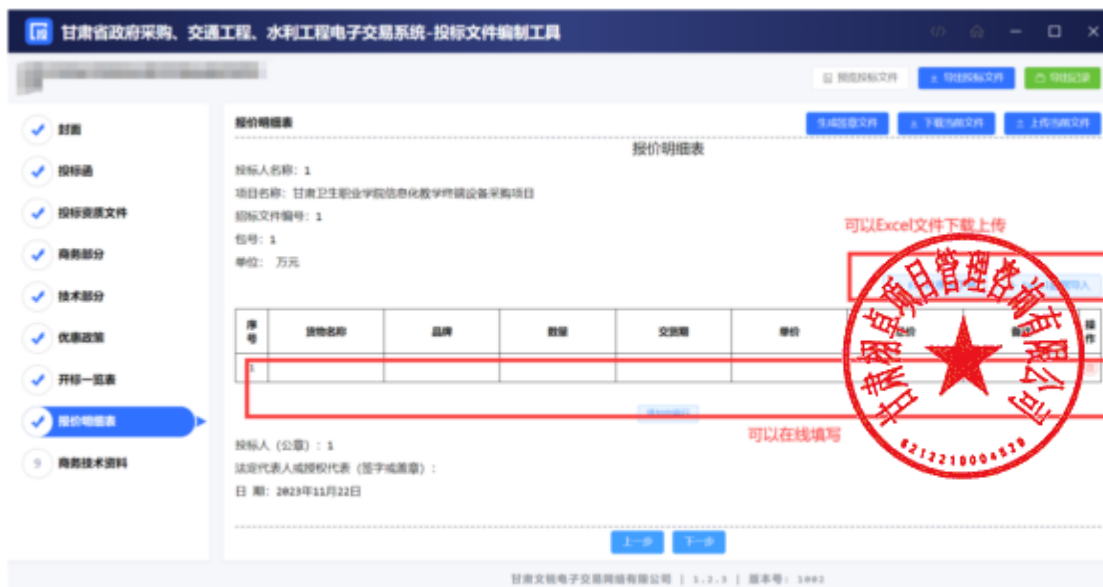 甘肃省政府采购、交通工程、水利工程电子交易系统-投标文件编制工具
预览投标文件 导出投标文件 导出记录
封面
投标函
投标资质文件
商务部分
技术部分
优惠政策
开标一览表
报价明细表
9 商务技术资料
报价明细表 生成签章文件 下载当前文件 上传当前文件
报价明细表
投标人名称: 1
项目名称: 甘肃卫生职业学院信息化教学终端设备采购项目
招标文件编号: 1
包号: 1
单位: 万元
可以Excel文件下载上传
导入
序号 货物名称 品牌 数量 交货期 单价 操作
1
可以在线填写
投标人（公章）: 1
法定代表人或授权代表（签字或盖章）:
日 期: 2023年11月22日
上一步 下一步
甘肃文锐电子交易网络有限公司 | 1.2.3 | 版本号: 1002
甘肃翊卓项目管理咨询有限公司
6212210004539